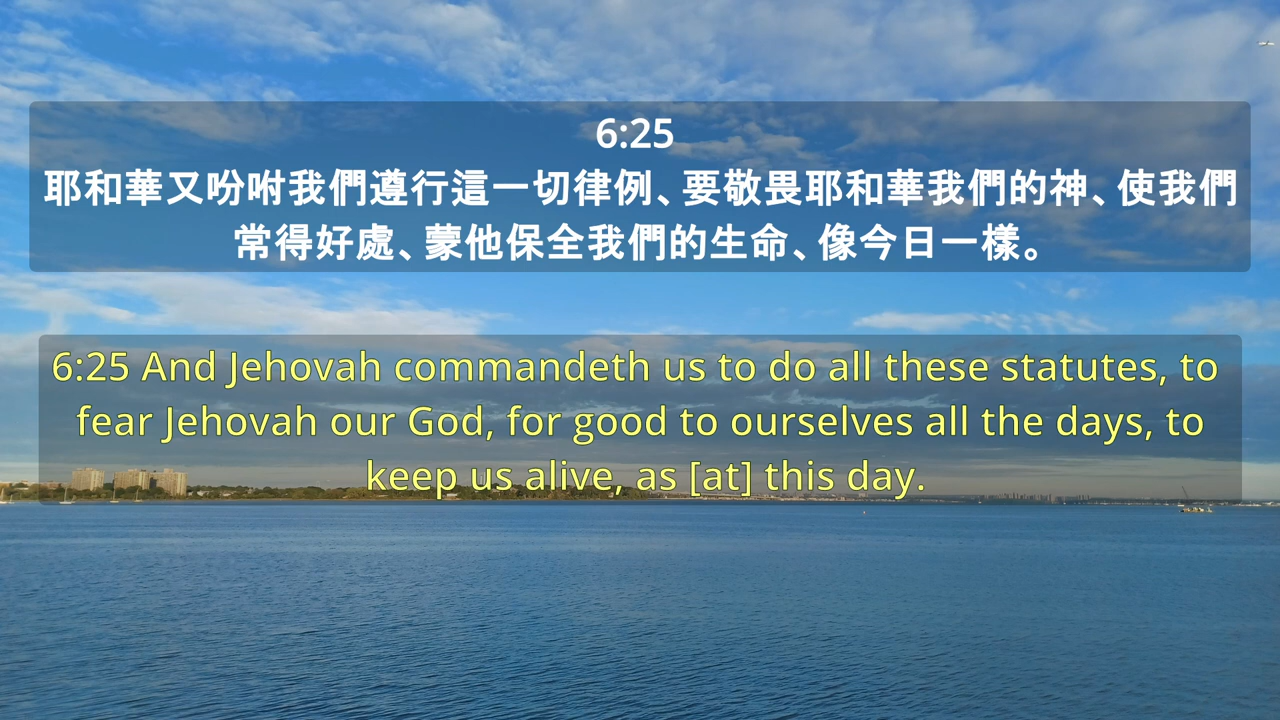 6:25
耶和華又吩咐我們遵行這一切律例、要敬畏耶和華我們的神、使我們
常得好處、蒙他保全我們的生命、像今日一樣。
6:25 And Jehovah commandeth us to do all these statutes, to
fear Jehovah our God, for good to ourselves all the days, to
keep us alive, as [at] this day.